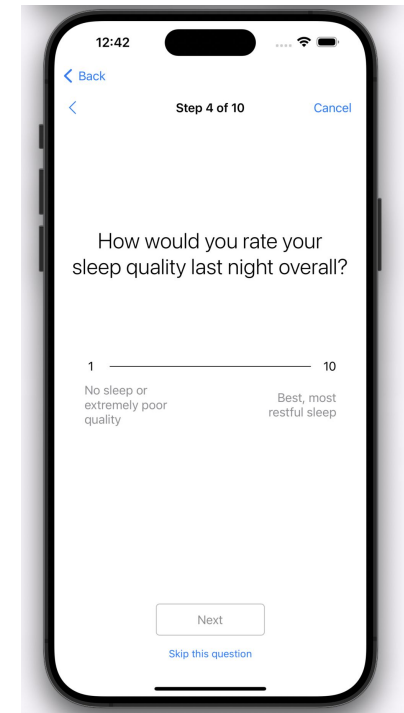 12:42
Back
Step 4 of 10 Cancel
How would you rate your
sleep quality last night overall?
1 10
No sleep or
extremely poor
quality
Best, most
restful sleep
Next
Skip this question